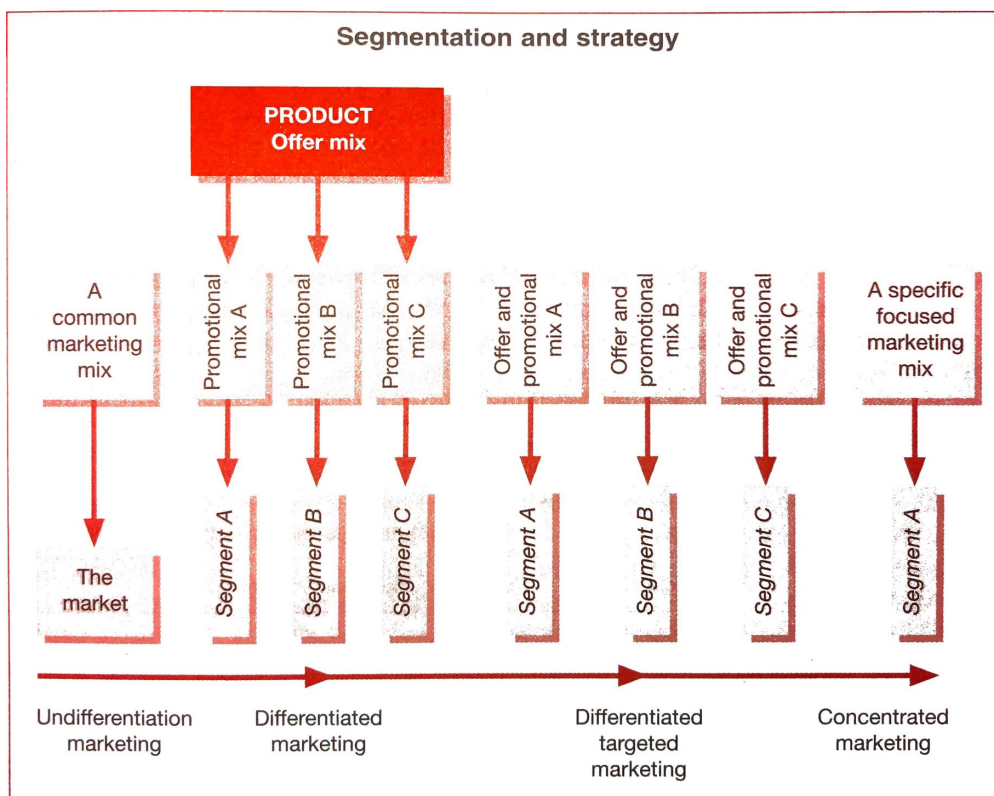 Segmentation and strategy
PRODUCT
Offer mix
A
common
marketing
mix
Promotional
mix A
Promotional
mix B
Promotional
mix C
Offer and
promotional
mix A
Offer and
promotional
mix B
Offer and
promotional
mix C
A specific
focused
marketing
mix
The
market
Segment A
Segment B
Segment C
Segment A
Segment B
Segment C
Segment A
Undifferentiation
marketing
Differentiated
marketing
Differentiated
targeted
marketing
Concentrated
marketing